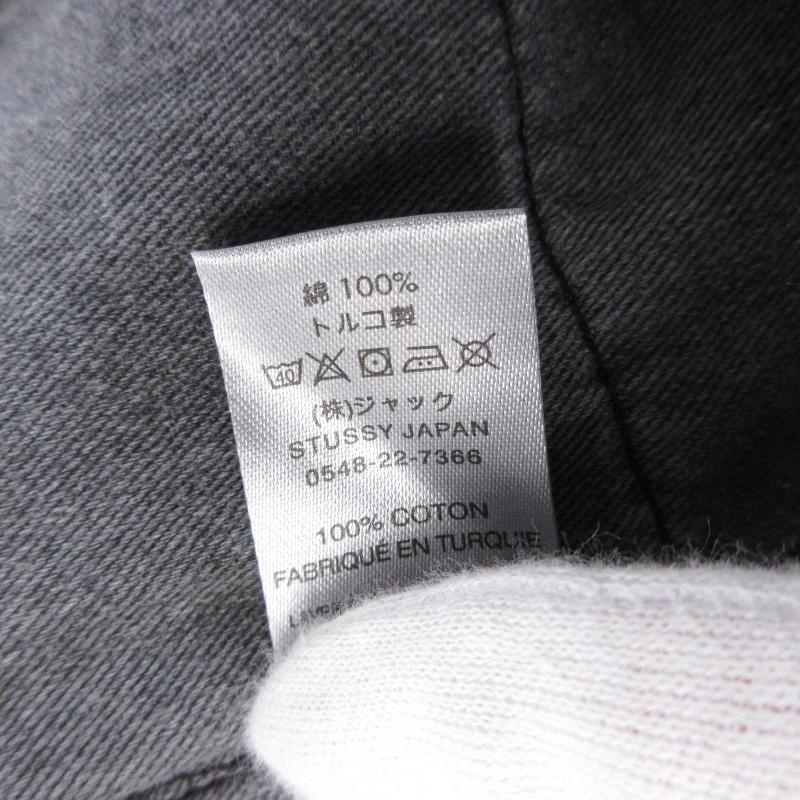 綿 100%
トルコ製
40
(株)ジャック
STUSSY JAPAN
0548-22-7366
100% COTON
FABRIQUÉ EN TURQUIE